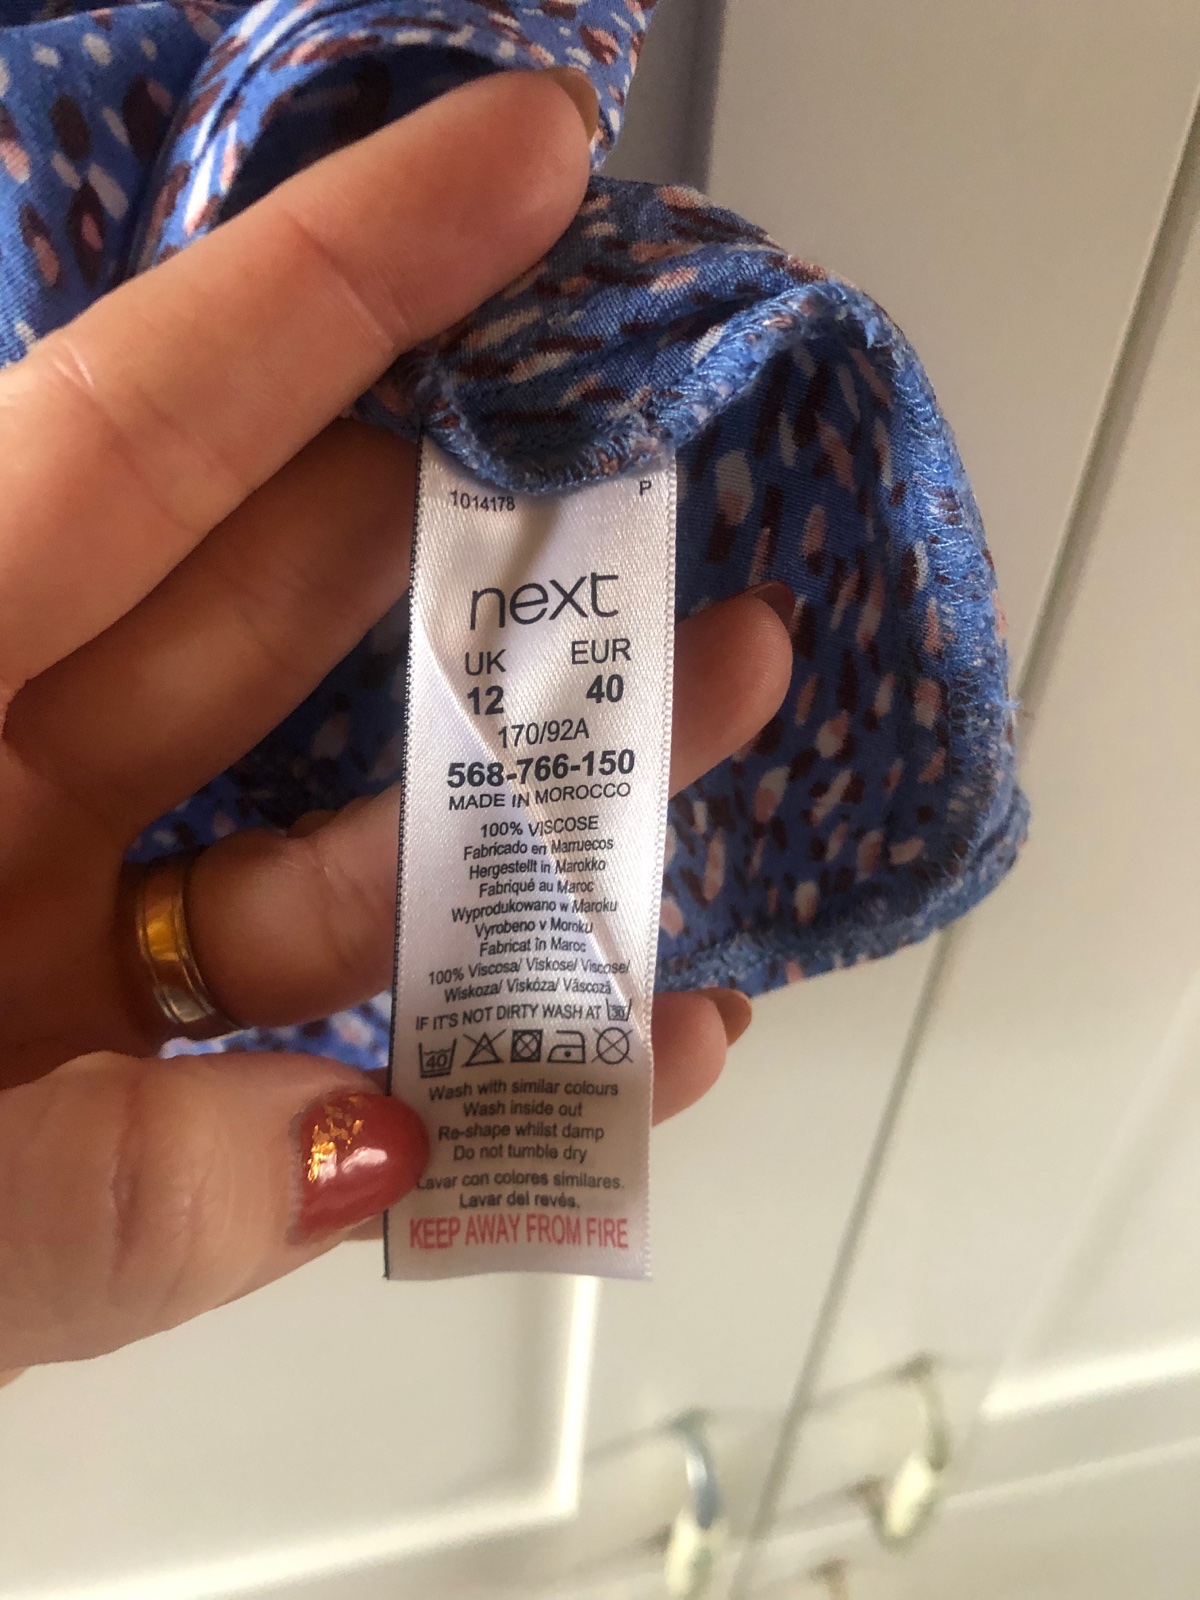 1014178 P
next
UK EUR
12 40
170/92A
568-766-150
MADE IN MOROCCO
100% VISCOSE
Fabricado en Marruecos
Hergestellt in Marokko
Fabriqué au Maroc
Wyprodukowano w Maroku
Vyrobeno v Moroku
Fabricat în Maroc
100% Viscosa/ Viskose/ Viscose/
Wiskoza/ Viskóza/ Vâscoză
IF IT'S NOT DIRTY WASH AT 30
40
Wash with similar colours
Wash inside out
Re-shape whilst damp
Do not tumble dry
Lavar con colores similares.
Lavar del revés.
KEEP AWAY FROM FIRE